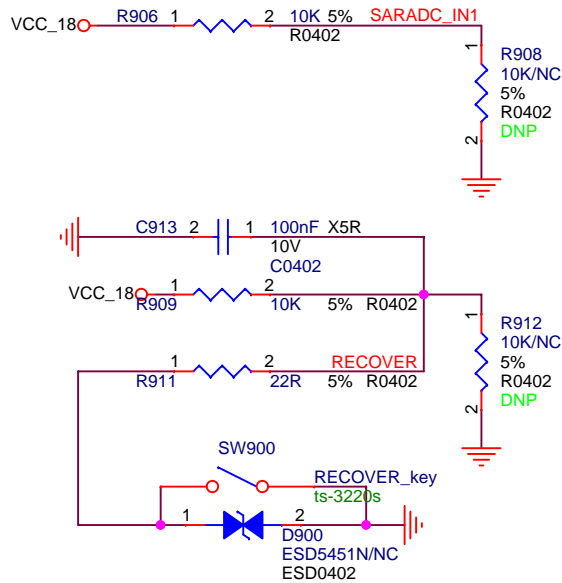 VCC_18 R906 1 2 10K 5% SARADC_IN1
R0402
1 R908
10K/NC
5%
R0402
2 DNP
C913 2 1 100nF X5R
10V
C0402
VCC_18 R909 1 2 10K 5% R0402
1 R912
10K/NC
5%
R0402
2 DNP
1 2 RECOVER
R911 22R 5% R0402
SW900
RECOVER_key
ts-3220s
1 2
D900
ESD5451N/NC
ESD0402